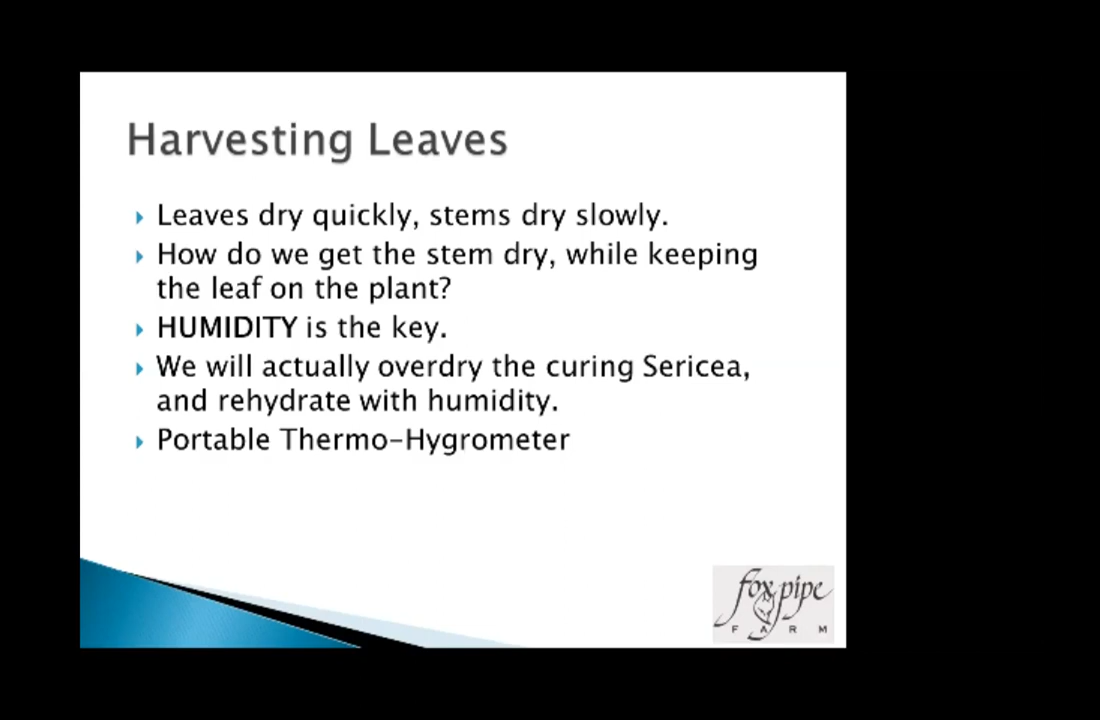 Harvesting Leaves
Leaves dry quickly, stems dry slowly.
How do we get the stem dry, while keeping
the leaf on the plant?
HUMIDITY is the key.
We will actually overdry the curing Sericea,
and rehydrate with humidity.
Portable Thermo-Hygrometer
fox pipe
FARM